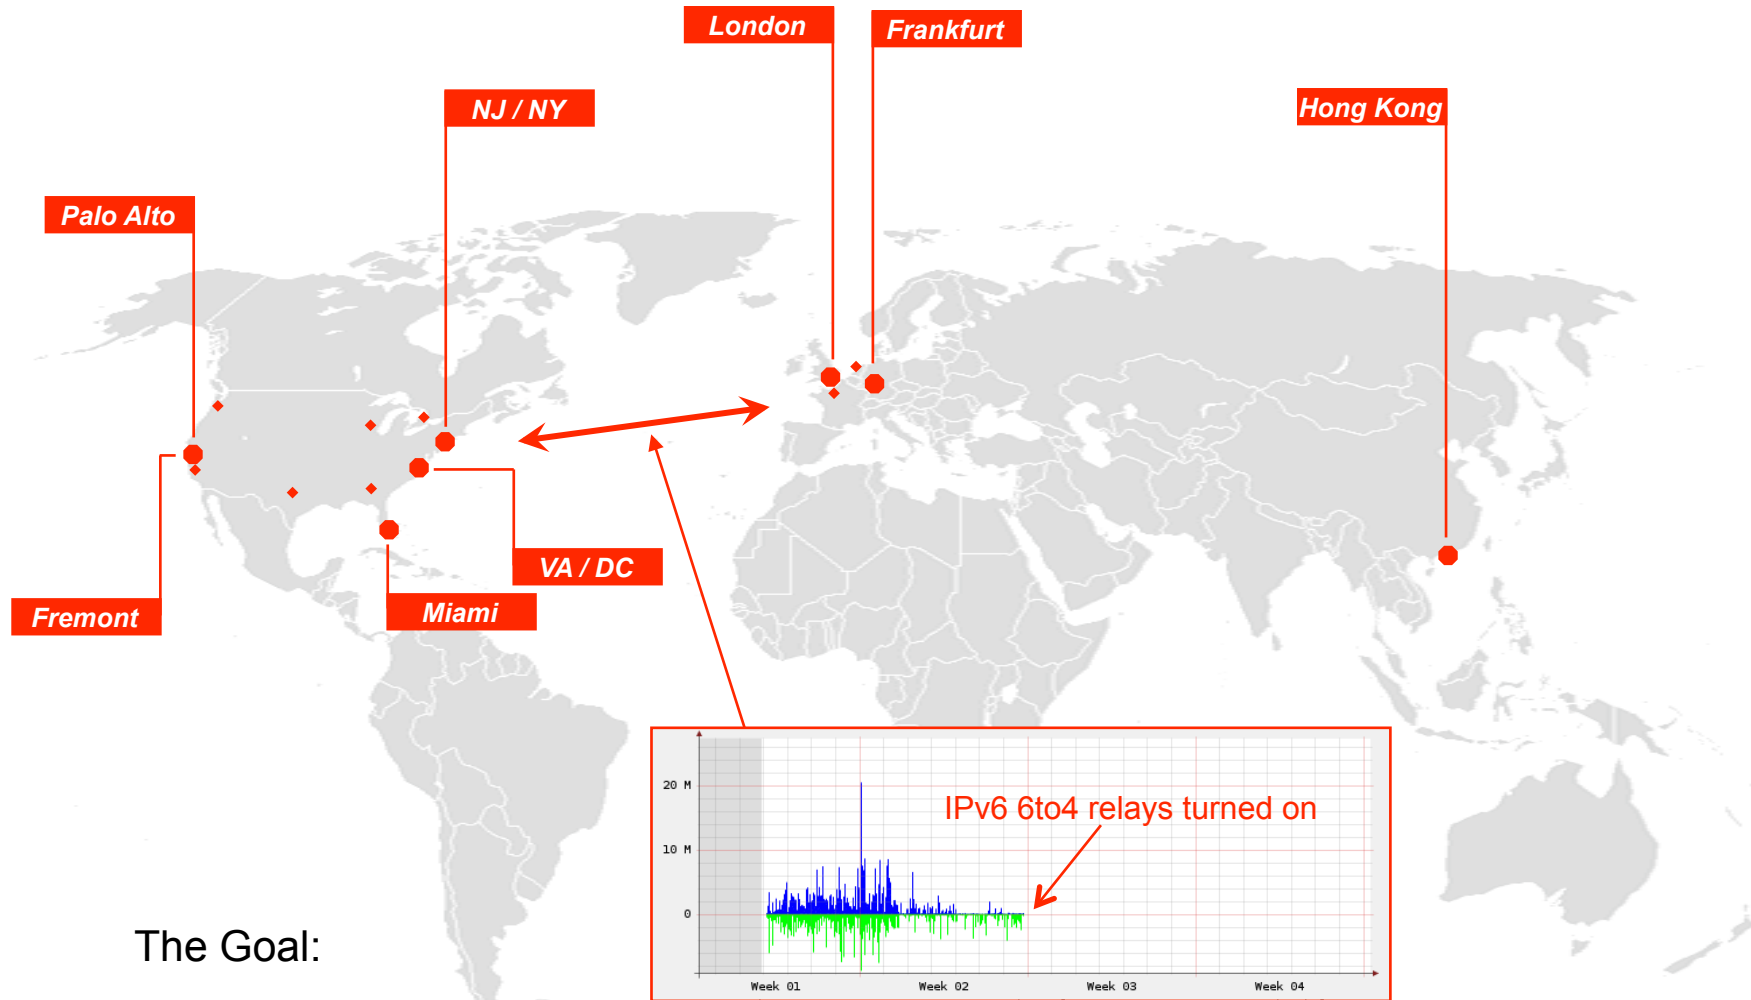 London
Frankfurt
NJ / NY
Hong Kong
Palo Alto
VA / DC
Miami
Fremont
20 M
IPv6 6to4 relays turned on
10 M
0
The Goal:
Week 01
Week 02
Week 03
Week 04